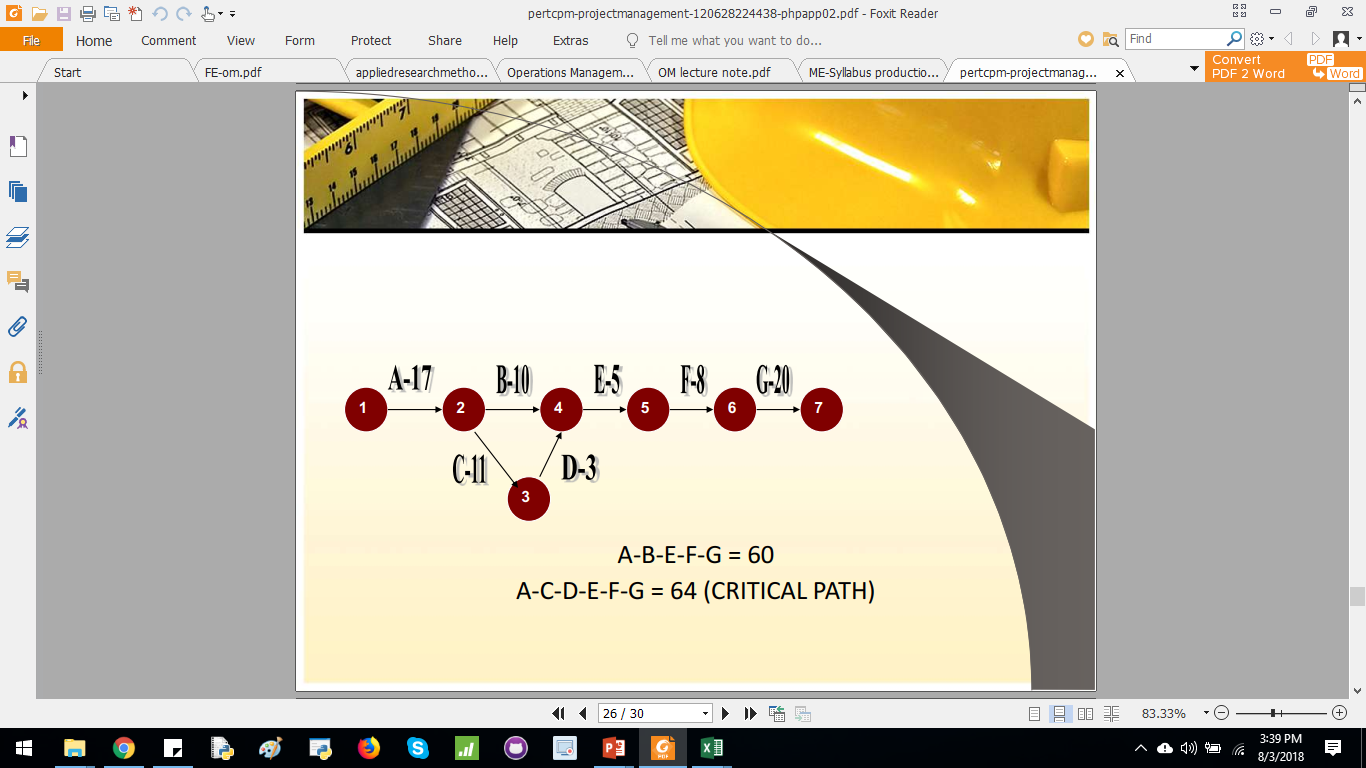 pertcpm-projectmanagement-120628224438-phpapp02.pdf - Foxit Reader
File Home Comment View Form Protect Share Help Extras Tell me what you want to do... Find
Start FE-om.pdf appliedresearchmetho... Operations Managem... OM lecture note.pdf ME-Syllabus productio... pertcpm-projectmanag...
Convert PDF
PDF 2 Word Word
A-17 B-10 E-5 F-8 G-20
1 2 4 5 6 7
C-11 D-3
3
A-B-E-F-G = 60
A-C-D-E-F-G = 64 (CRITICAL PATH)
26 / 30 83.33%
3:39 PM
8/3/2018